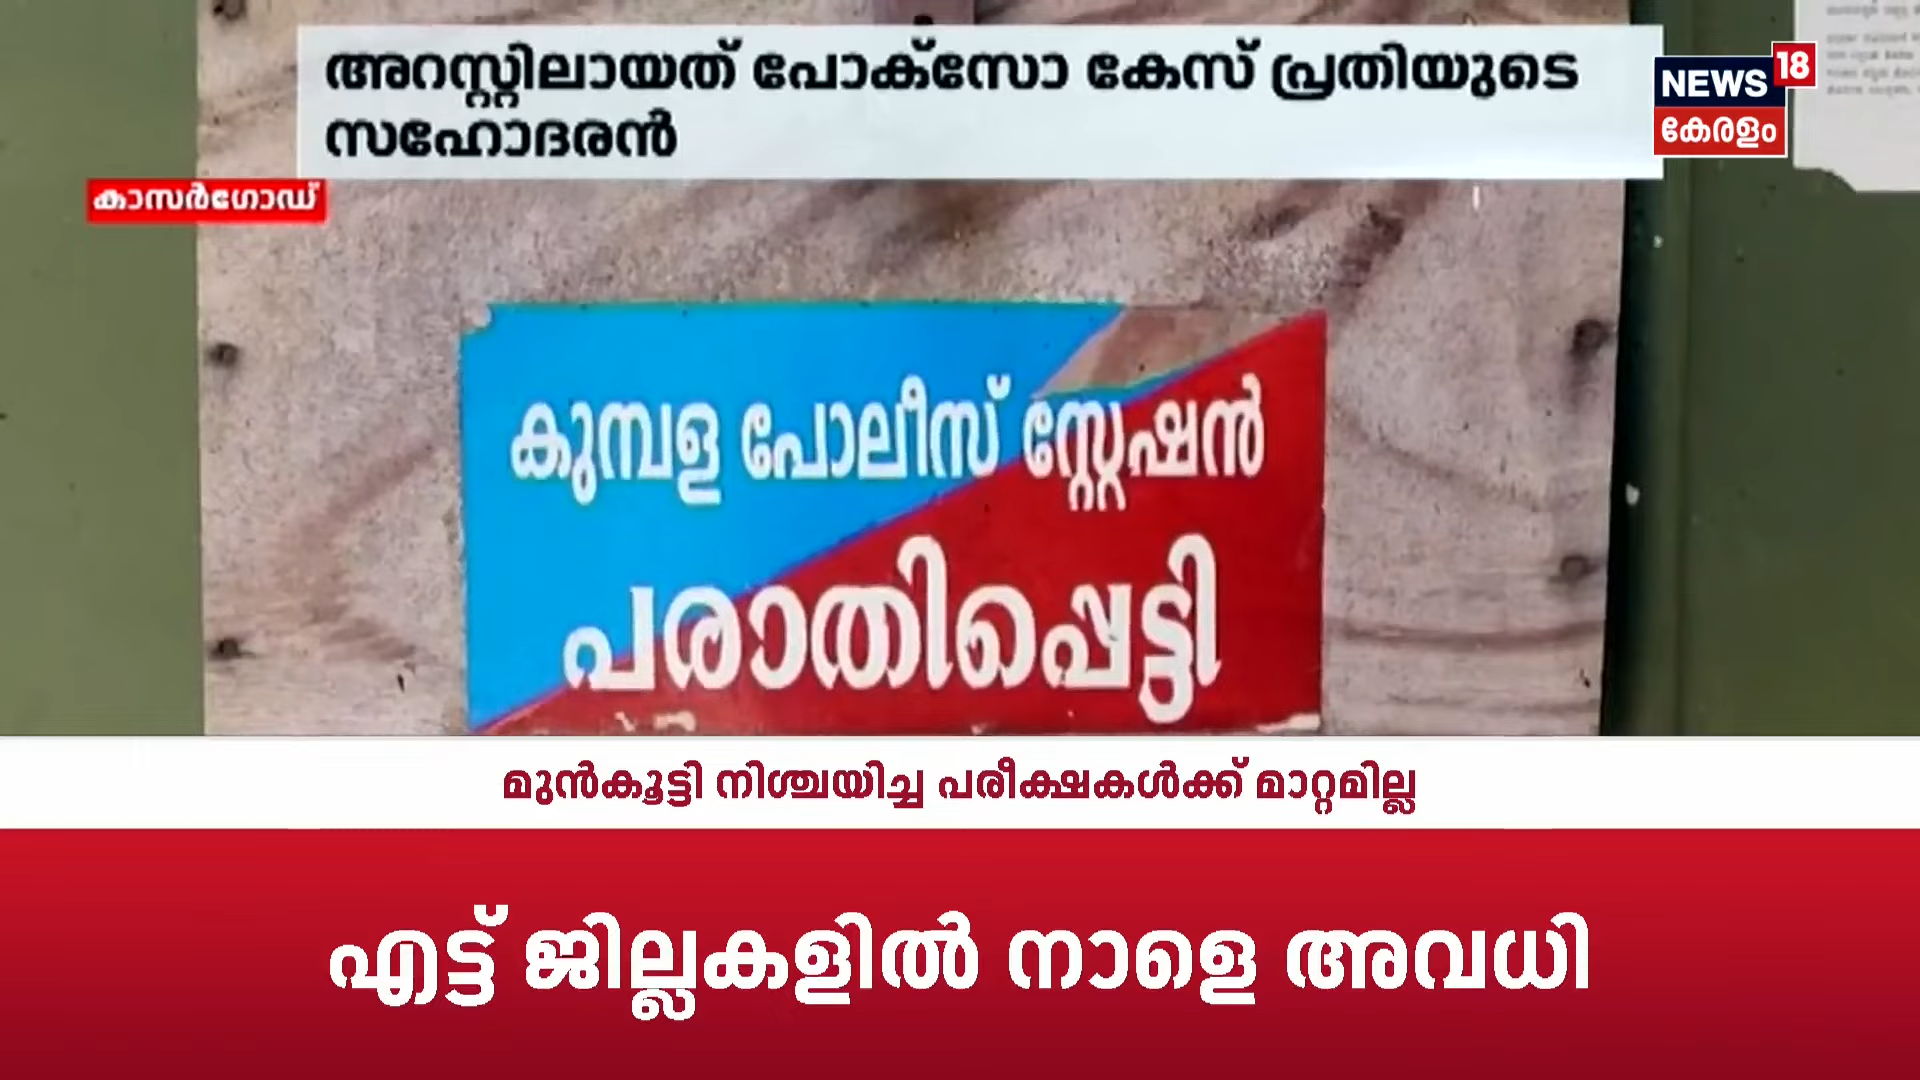 അറസ്റ്റിലായത് പോക്സോ കേസ് പ്രതിയുടെ
സഹോദരൻ
NEWS 18
കേരളം
കാസർഗോഡ്
കുമ്പള പോലീസ് സ്റ്റേഷൻ
പരാതിപ്പെട്ടി
മുൻകൂട്ടി നിശ്ചയിച്ച പരീക്ഷകൾക്ക് മാറ്റമില്ല
എട്ട് ജില്ലകളിൽ നാളെ അവധി